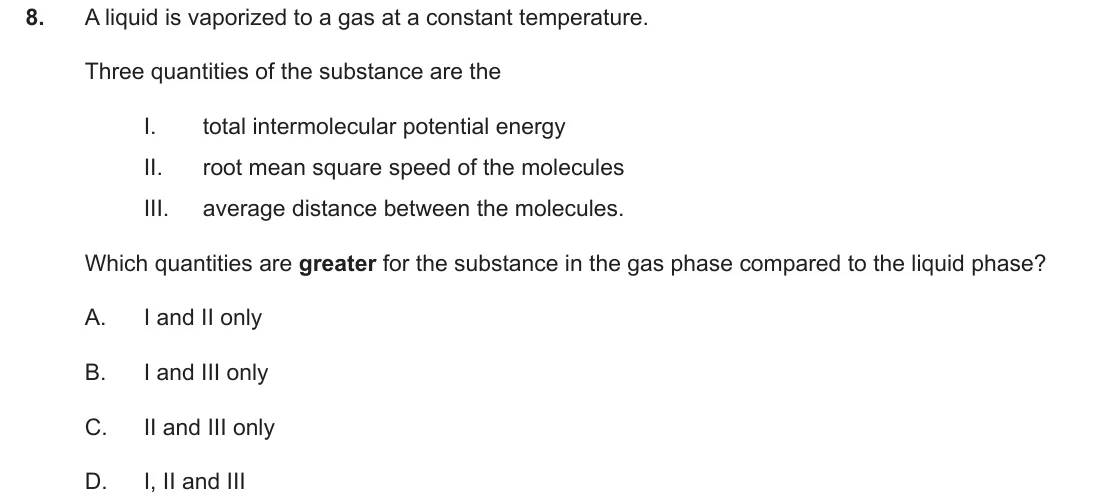 8. A liquid is vaporized to a gas at a constant temperature.
Three quantities of the substance are the
I. total intermolecular potential energy
II. root mean square speed of the molecules
III. average distance between the molecules.
Which quantities are greater for the substance in the gas phase compared to the liquid phase?
A. I and II only
B. I and III only
C. II and III only
D. I, II and III